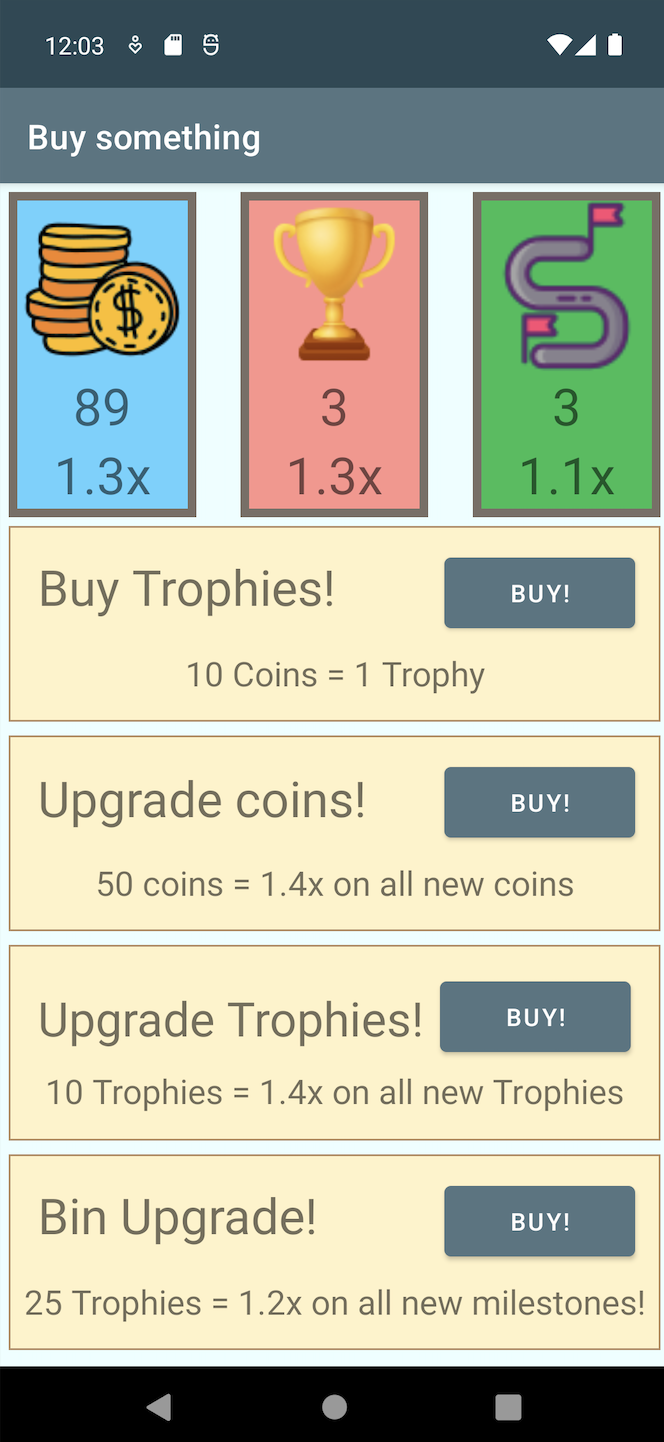 12:03
Buy something
$
89
3
3
1.3x
1.3x
1.1x
Buy Trophies!
BUY!
10 Coins = 1 Trophy
Upgrade coins!
BUY!
50 coins = 1.4x on all new coins
Upgrade Trophies!
BUY!
10 Trophies = 1.4x on all new Trophies
Bin Upgrade!
BUY!
25 Trophies = 1.2x on all new milestones!